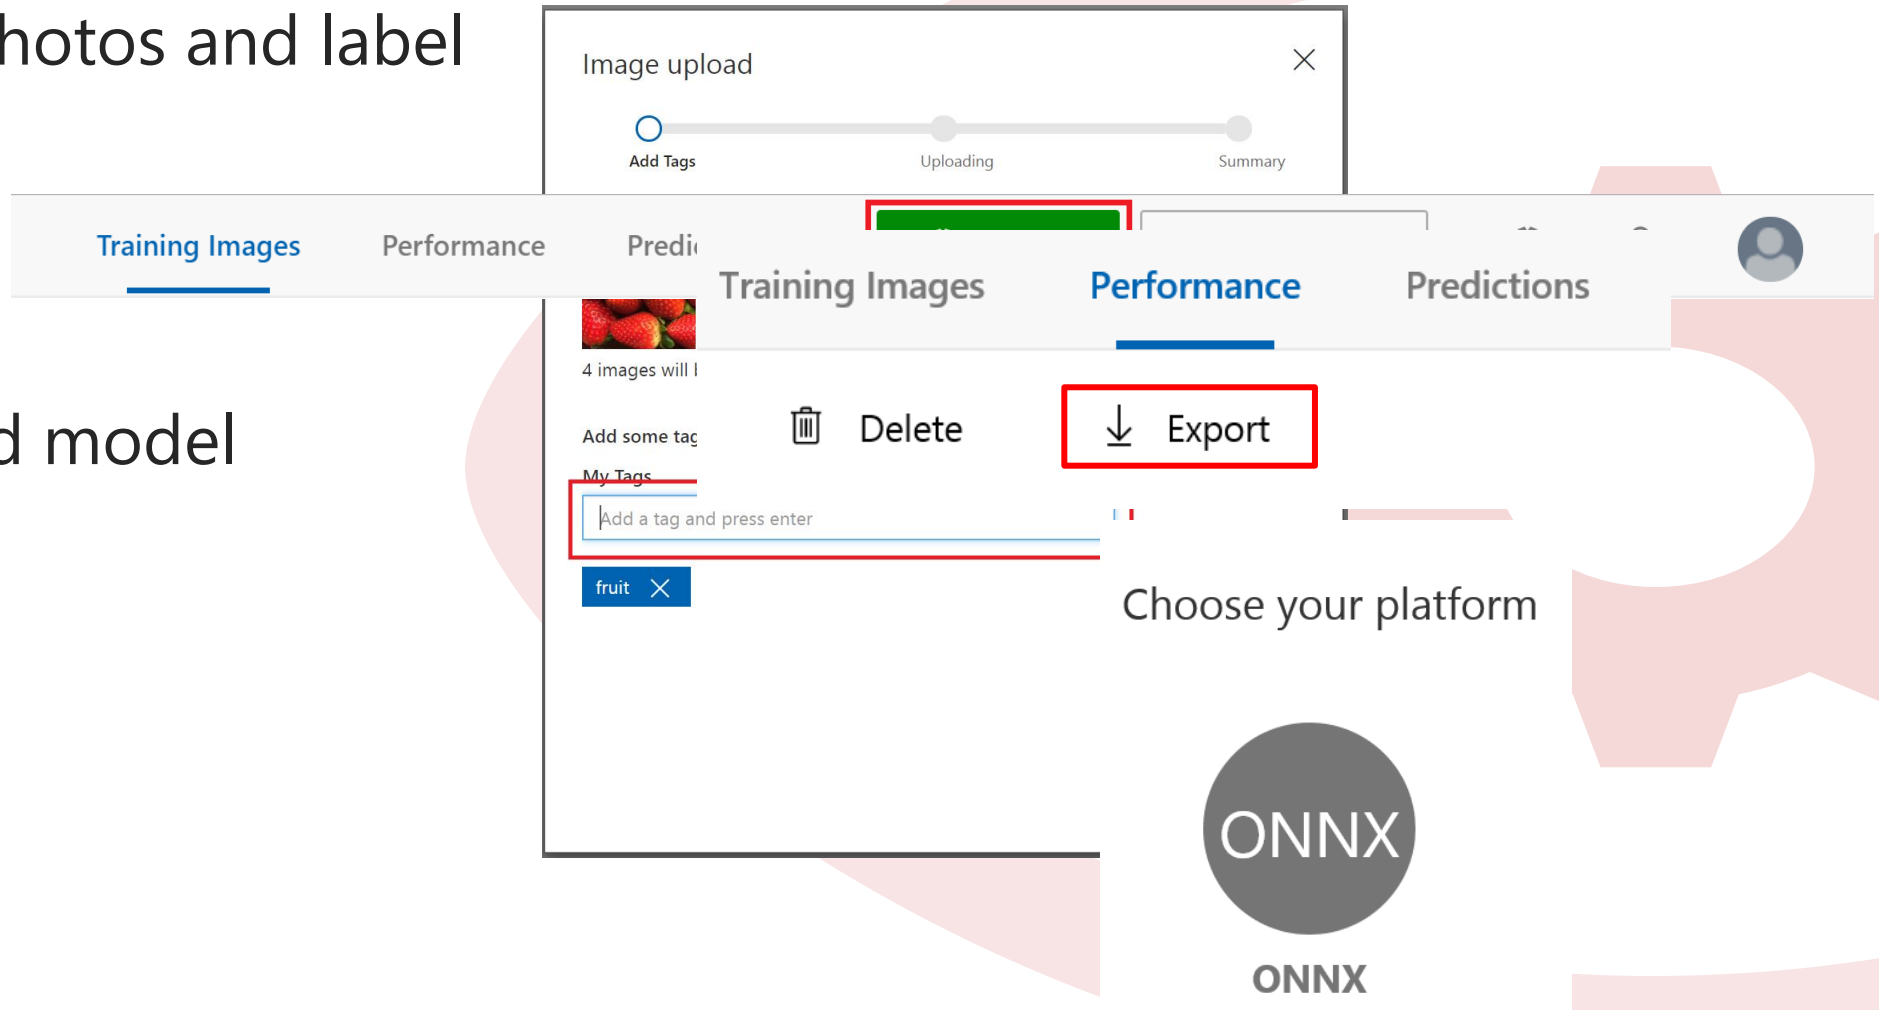 hotos and label
Image upload
Add Tags
Uploading
Summary
Training Images
Performance
Training Images
Performance
Predictions
4 images will
Delete
Export
d model
Add some
My Tags
Add a tag and press enter
fruit
Choose your platform
ONNX
ONNX